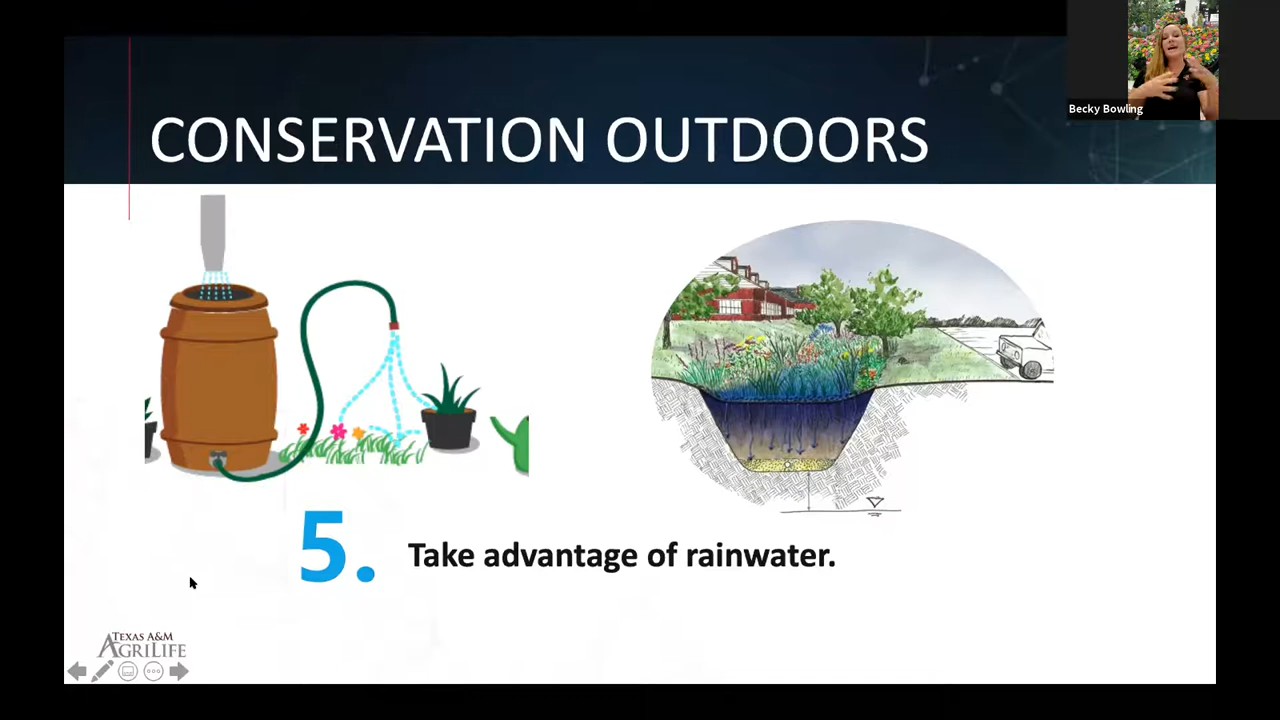 Becky Bowling
CONSERVATION OUTDOORS
5. Take advantage of rainwater.
TEXAS A&M
AGRILIFE